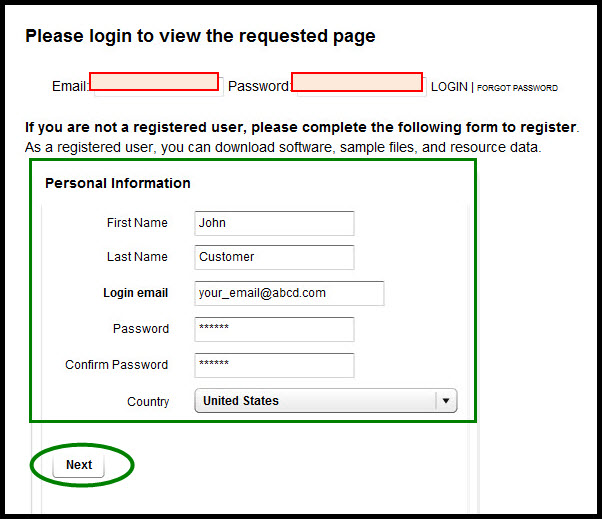 Please login to view the requested page
Email: Password: LOGIN | FORGOT PASSWORD
If you are not a registered user, please complete the following form to register.
As a registered user, you can download software, sample files, and resource data.
Personal Information
First Name John
Last Name Customer
Login email your_email@abcd.com
Password ******
Confirm Password ******
Country United States
Next